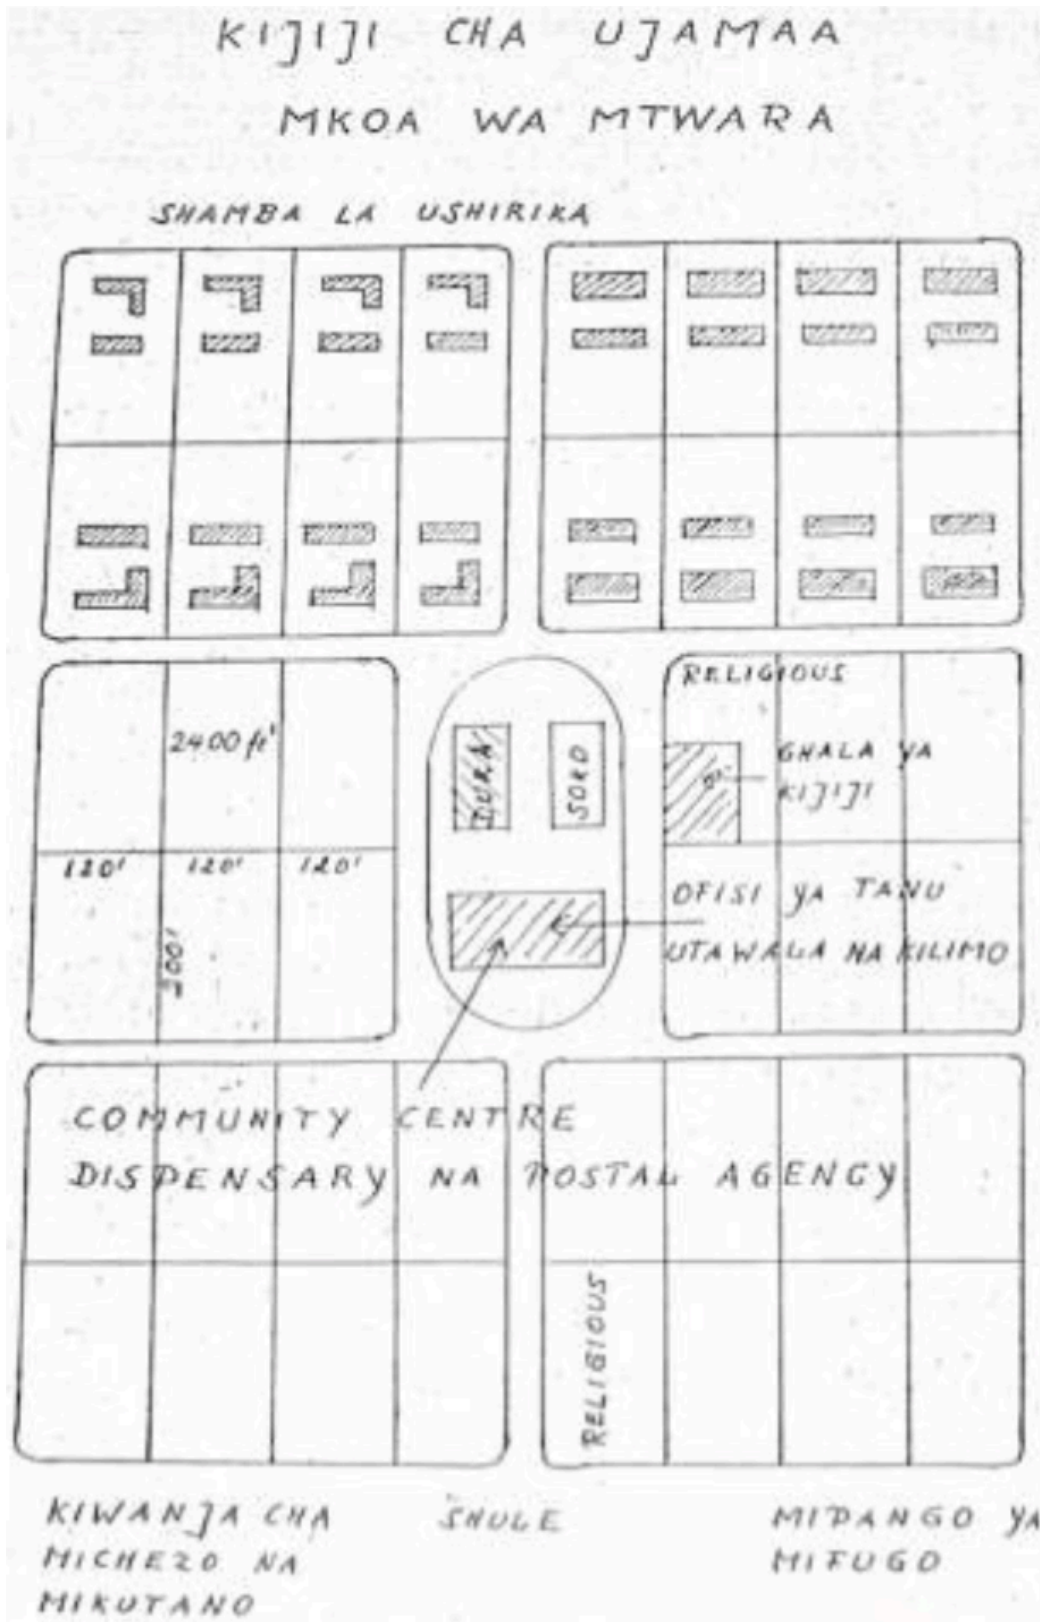 KIJIJI CHA UJAMAA
MKOA WA MTWARA
SHAMBA LA USHIRIKA
RELIGIOUS
2400 ft'
DUKA
SOKO
GHALA YA
KIJIJI
120' 120' 120'
200'
OFISI YA TANU
UTAWALA NA KILIMO
COMMUNITY CENTRE
DISPENSARY NA POSTAL AGENCY
RELIGIOUS
KIWANJA CHA
MICHEZO NA
MIKUTANO
SHULE
MIPANGO YA
MIFUGO